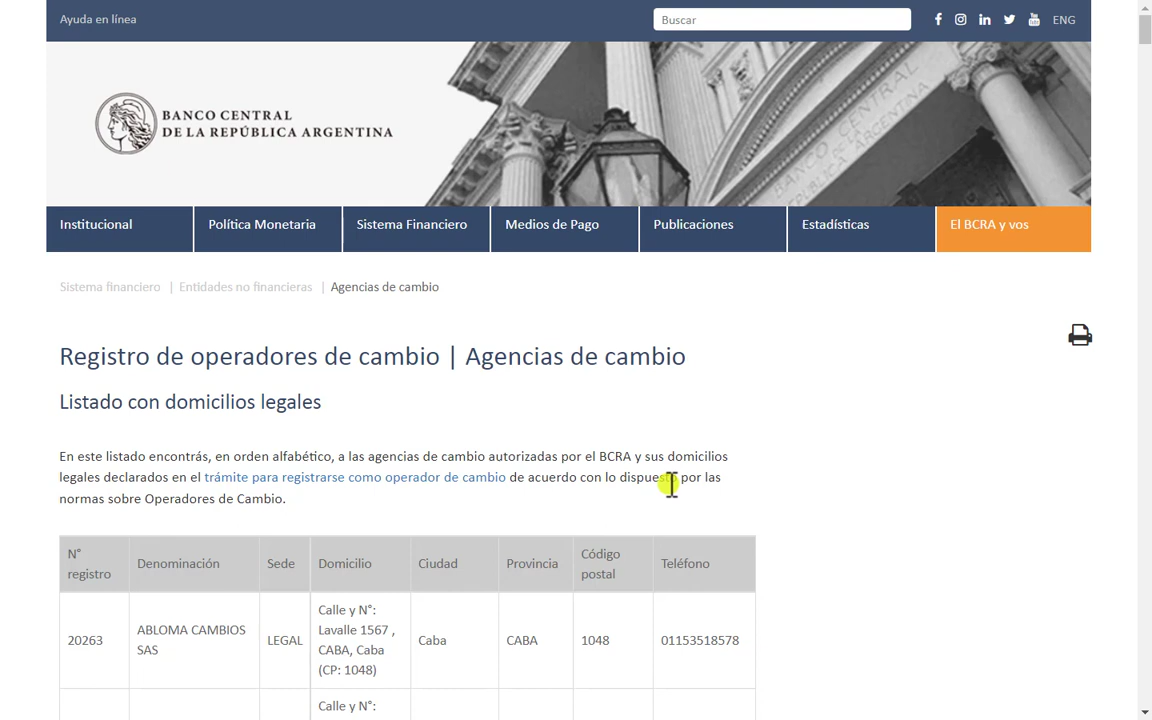 Ayuda en línea
Buscar
ENG
BANCO CENTRAL
DE LA REPÚBLICA ARGENTINA
BANCO CENTRAL
Institucional
Política Monetaria
Sistema Financiero
Medios de Pago
Publicaciones
Estadísticas
El BCRA y vos
Sistema financiero | Entidades no financieras | Agencias de cambio
Registro de operadores de cambio | Agencias de cambio
Listado con domicilios legales
En este listado encontrás, en orden alfabético, a las agencias de cambio autorizadas por el BCRA y sus domicilios
legales declarados en el trámite para registrarse como operador de cambio de acuerdo con lo dispuesto por las
normas sobre Operadores de Cambio.
N° registro
Denominación
Sede
Domicilio
Ciudad
Provincia
Código postal
Teléfono
20263
ABLOMA CAMBIOS
SAS
LEGAL
Calle y N°:
Lavalle 1567 ,
CABA, Caba
(CP: 1048)
Caba
CABA
1048
01153518578
Calle y N°: